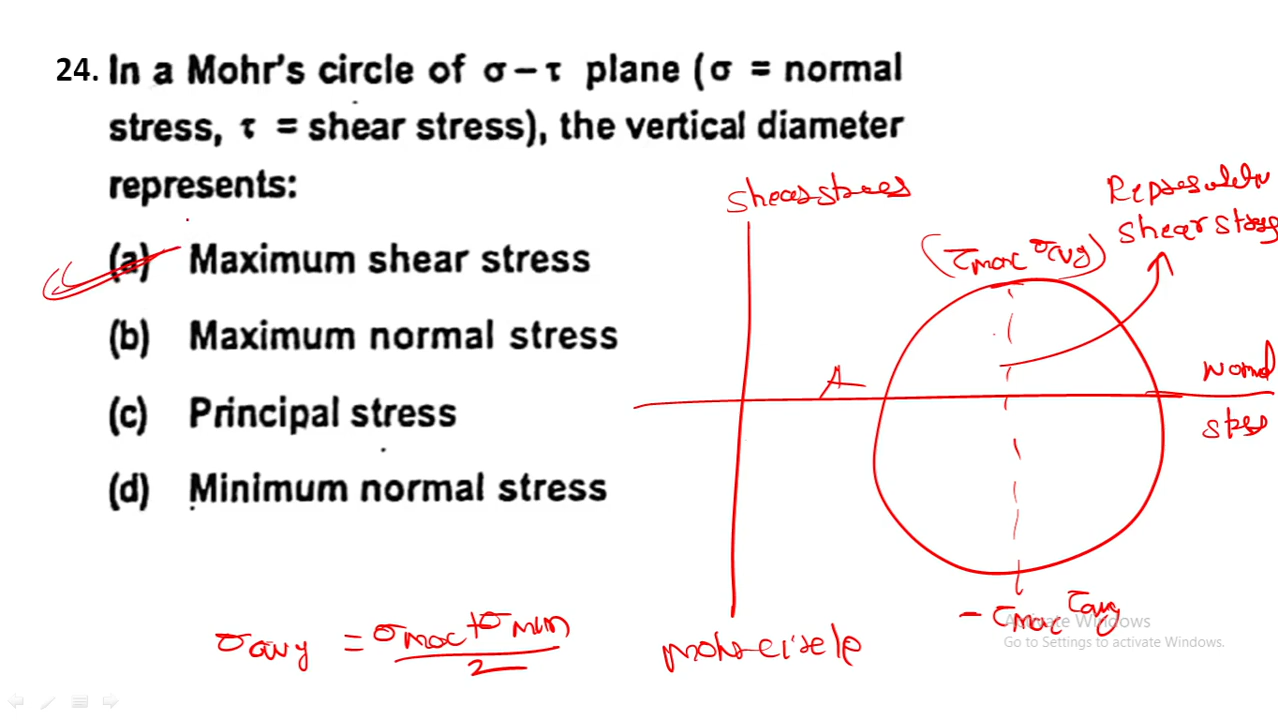 24. In a Mohr's circle of σ – τ plane (σ = normal
stress, τ = shear stress), the vertical diameter
represents:
(a) Maximum shear stress
(b) Maximum normal stress
(c) Principal stress
(d) Minimum normal stress
Shear stress
shear stress
(τmax σavg)
A
Normal
stress
- τmax τavg
σavg = σmax + σmin
2
mohr circle
Activate Windows
Go to Settings to activate Windows.